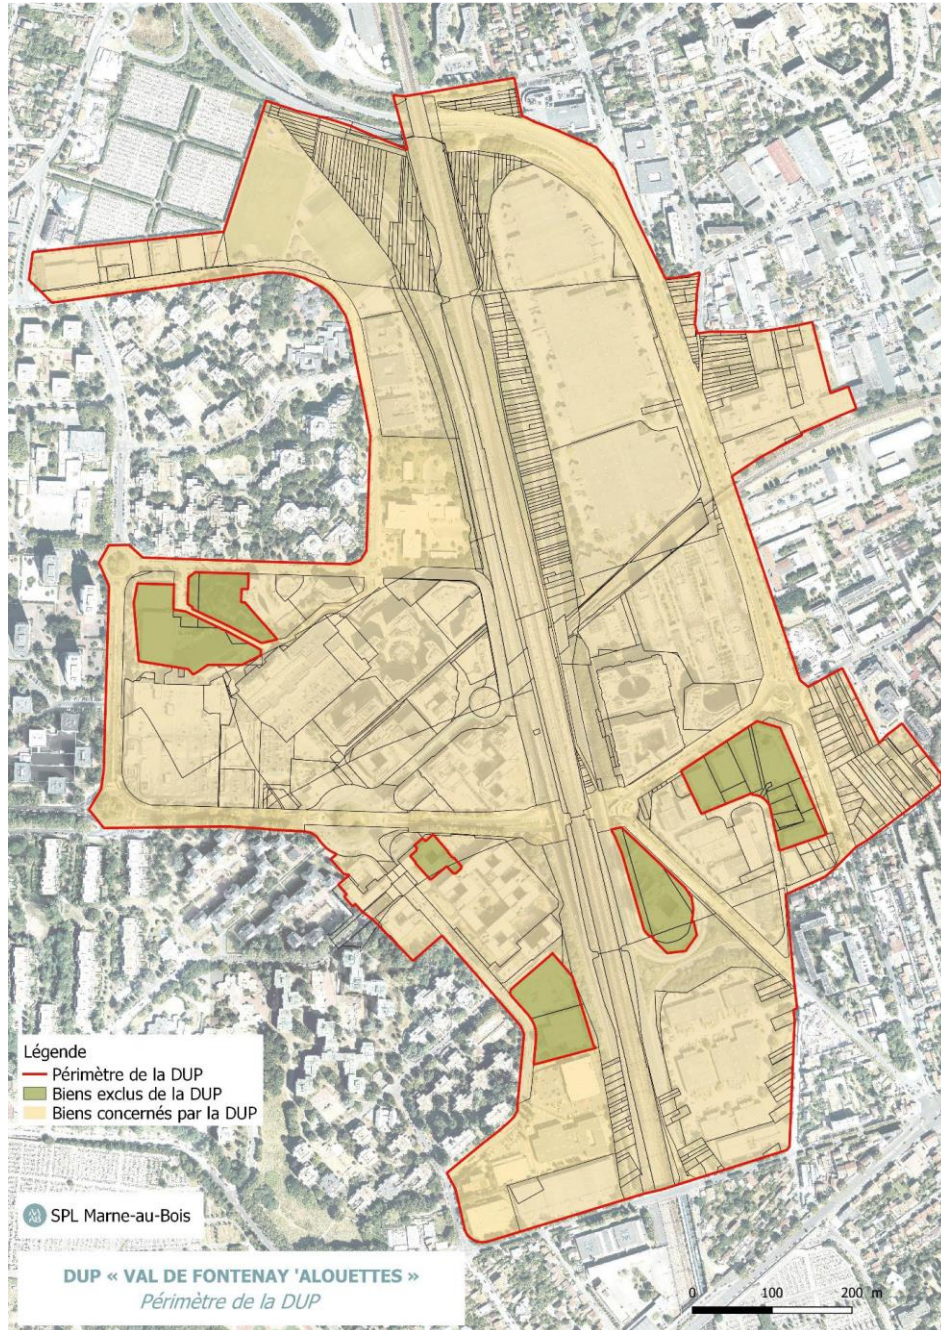 Légende
Périmètre de la DUP
Biens exclus de la DUP
Biens concernés par la DUP
SPL Marne-au-Bois
DUP « VAL DE FONTENAY 'ALOUETTES »
Périmètre de la DUP
0 100 200 m